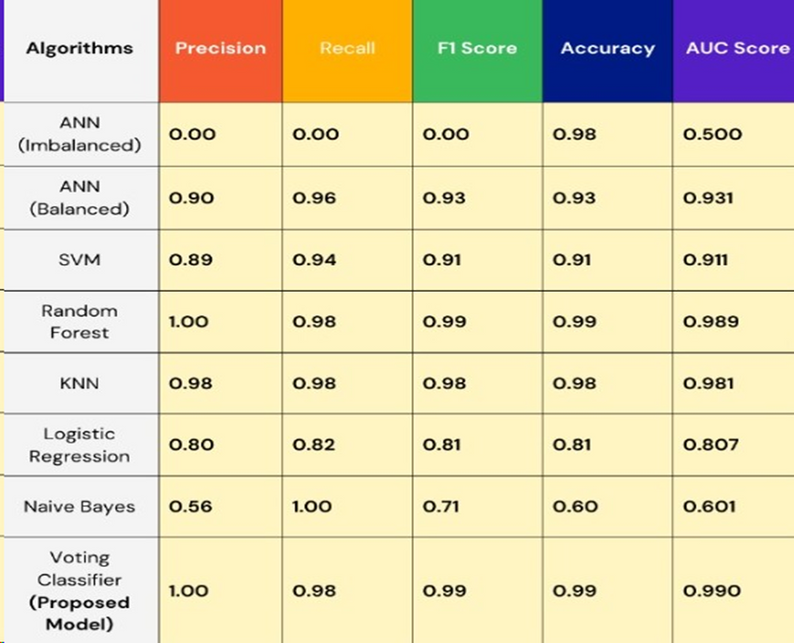 Algorithms Precision Recall F1 Score Accuracy AUC Score
ANN
(Imbalanced) 0.00 0.00 0.00 0.98 0.500
ANN
(Balanced) 0.90 0.96 0.93 0.93 0.931
SVM 0.89 0.94 0.91 0.91 0.911
Random
Forest 1.00 0.98 0.99 0.99 0.989
KNN 0.98 0.98 0.98 0.98 0.981
Logistic
Regression 0.80 0.82 0.81 0.81 0.807
Naive Bayes 0.56 1.00 0.71 0.60 0.601
Voting
Classifier
(Proposed
Model) 1.00 0.98 0.99 0.99 0.990